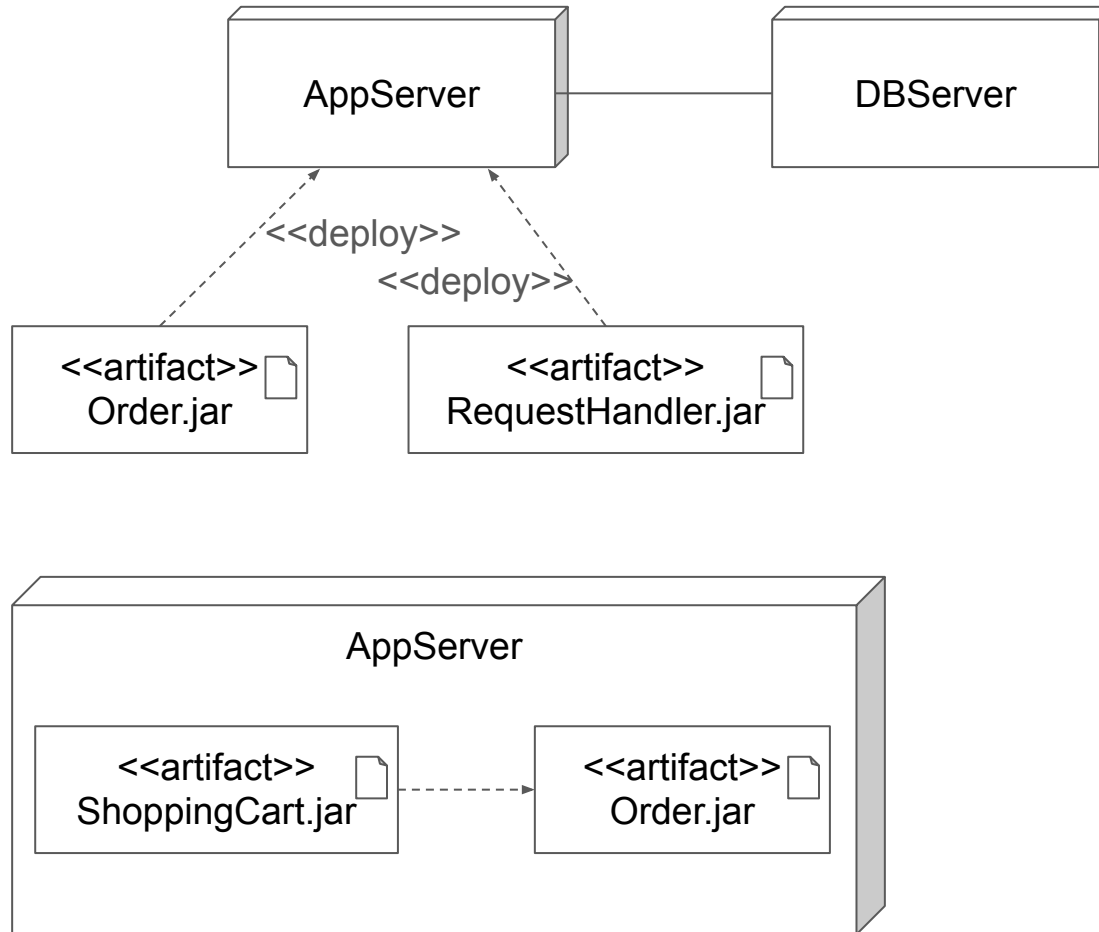 AppServer
DBServer
<<deploy>>
<<deploy>>
<<artifact>>
Order.jar
<<artifact>>
RequestHandler.jar
AppServer
<<artifact>>
ShoppingCart.jar
<<artifact>>
Order.jar